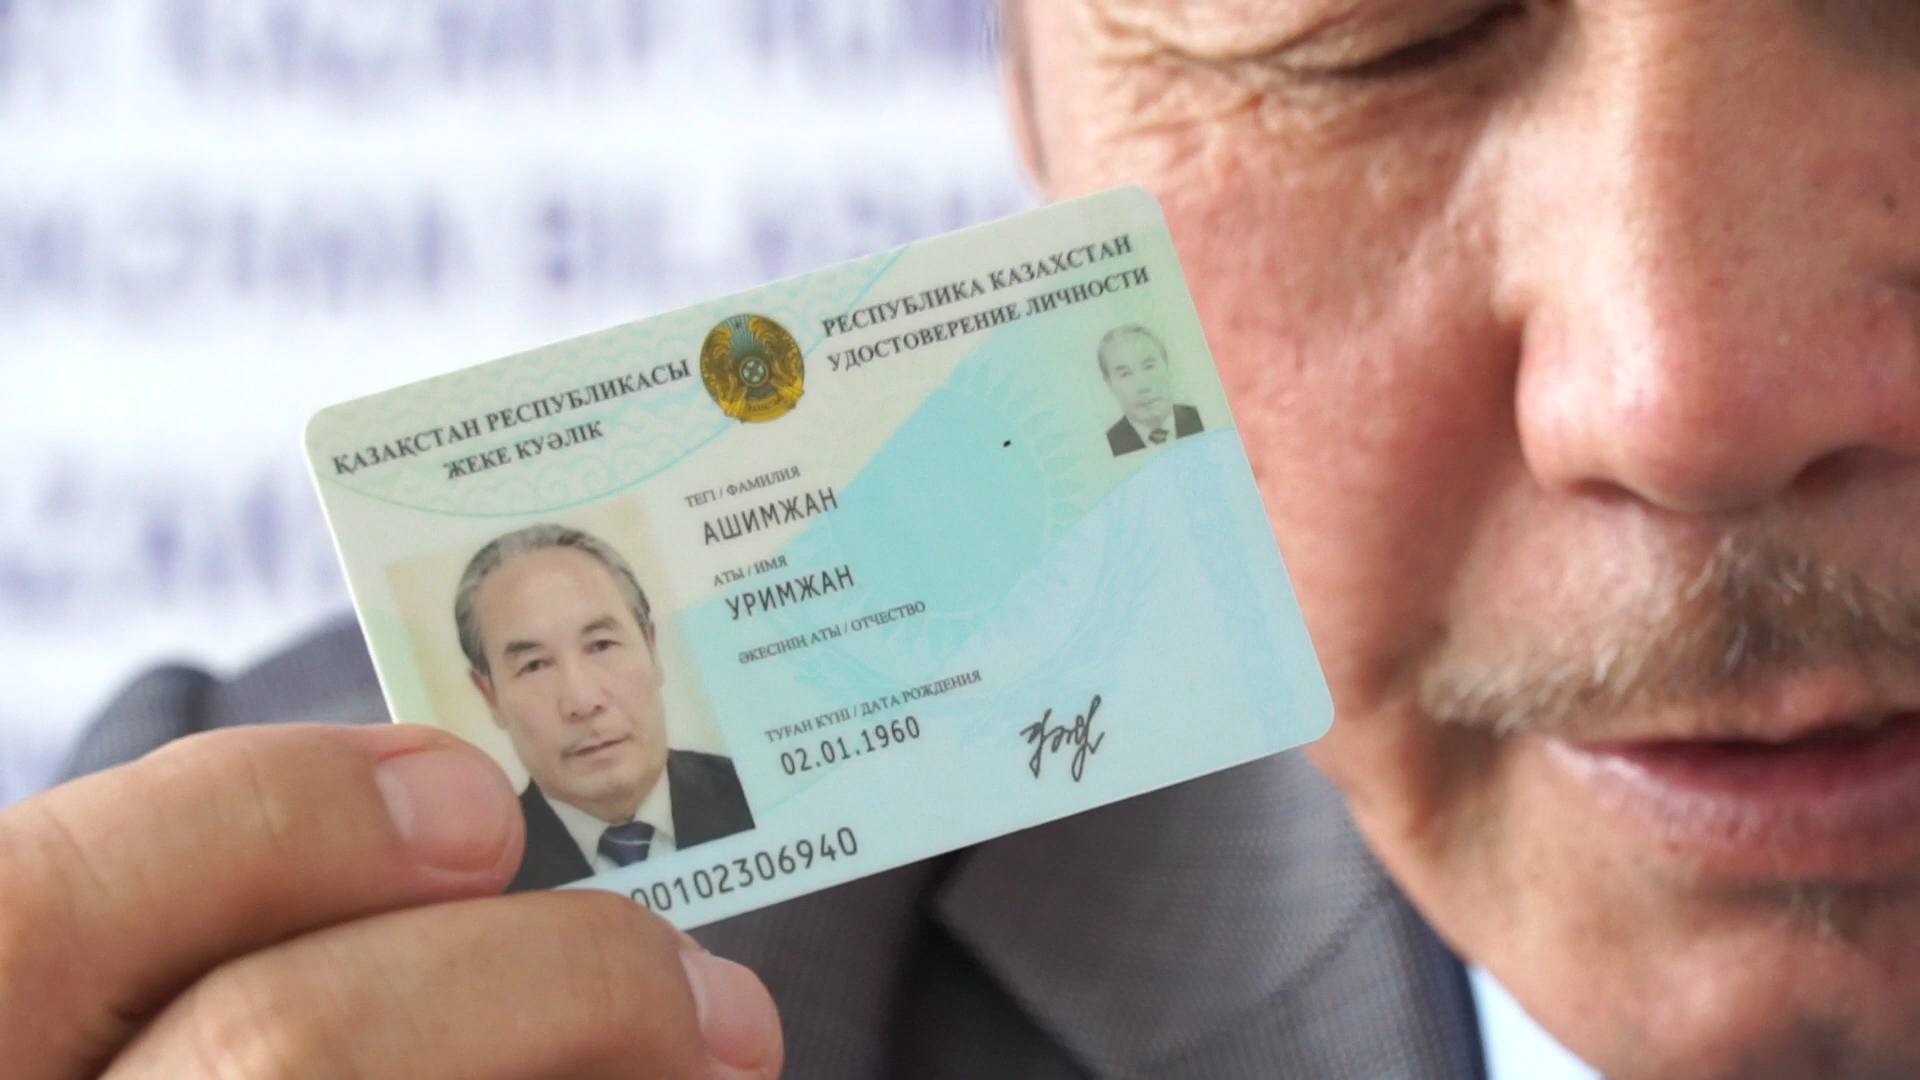 ҚАЗАҚСТАН РЕСПУБЛИКАСЫ
ЖЕКЕ КУӘЛІК
РЕСПУБЛИКА КАЗАХСТАН
УДОСТОВЕРЕНИЕ ЛИЧНОСТИ
ТЕГІ / ФАМИЛИЯ
АШИМЖАН
АТЫ / ИМЯ
УРИМЖАН
ӘКЕСІНІҢ АТЫ / ОТЧЕСТВО
ТУҒАН КҮНІ / ДАТА РОЖДЕНИЯ
02.01.1960
00102306940